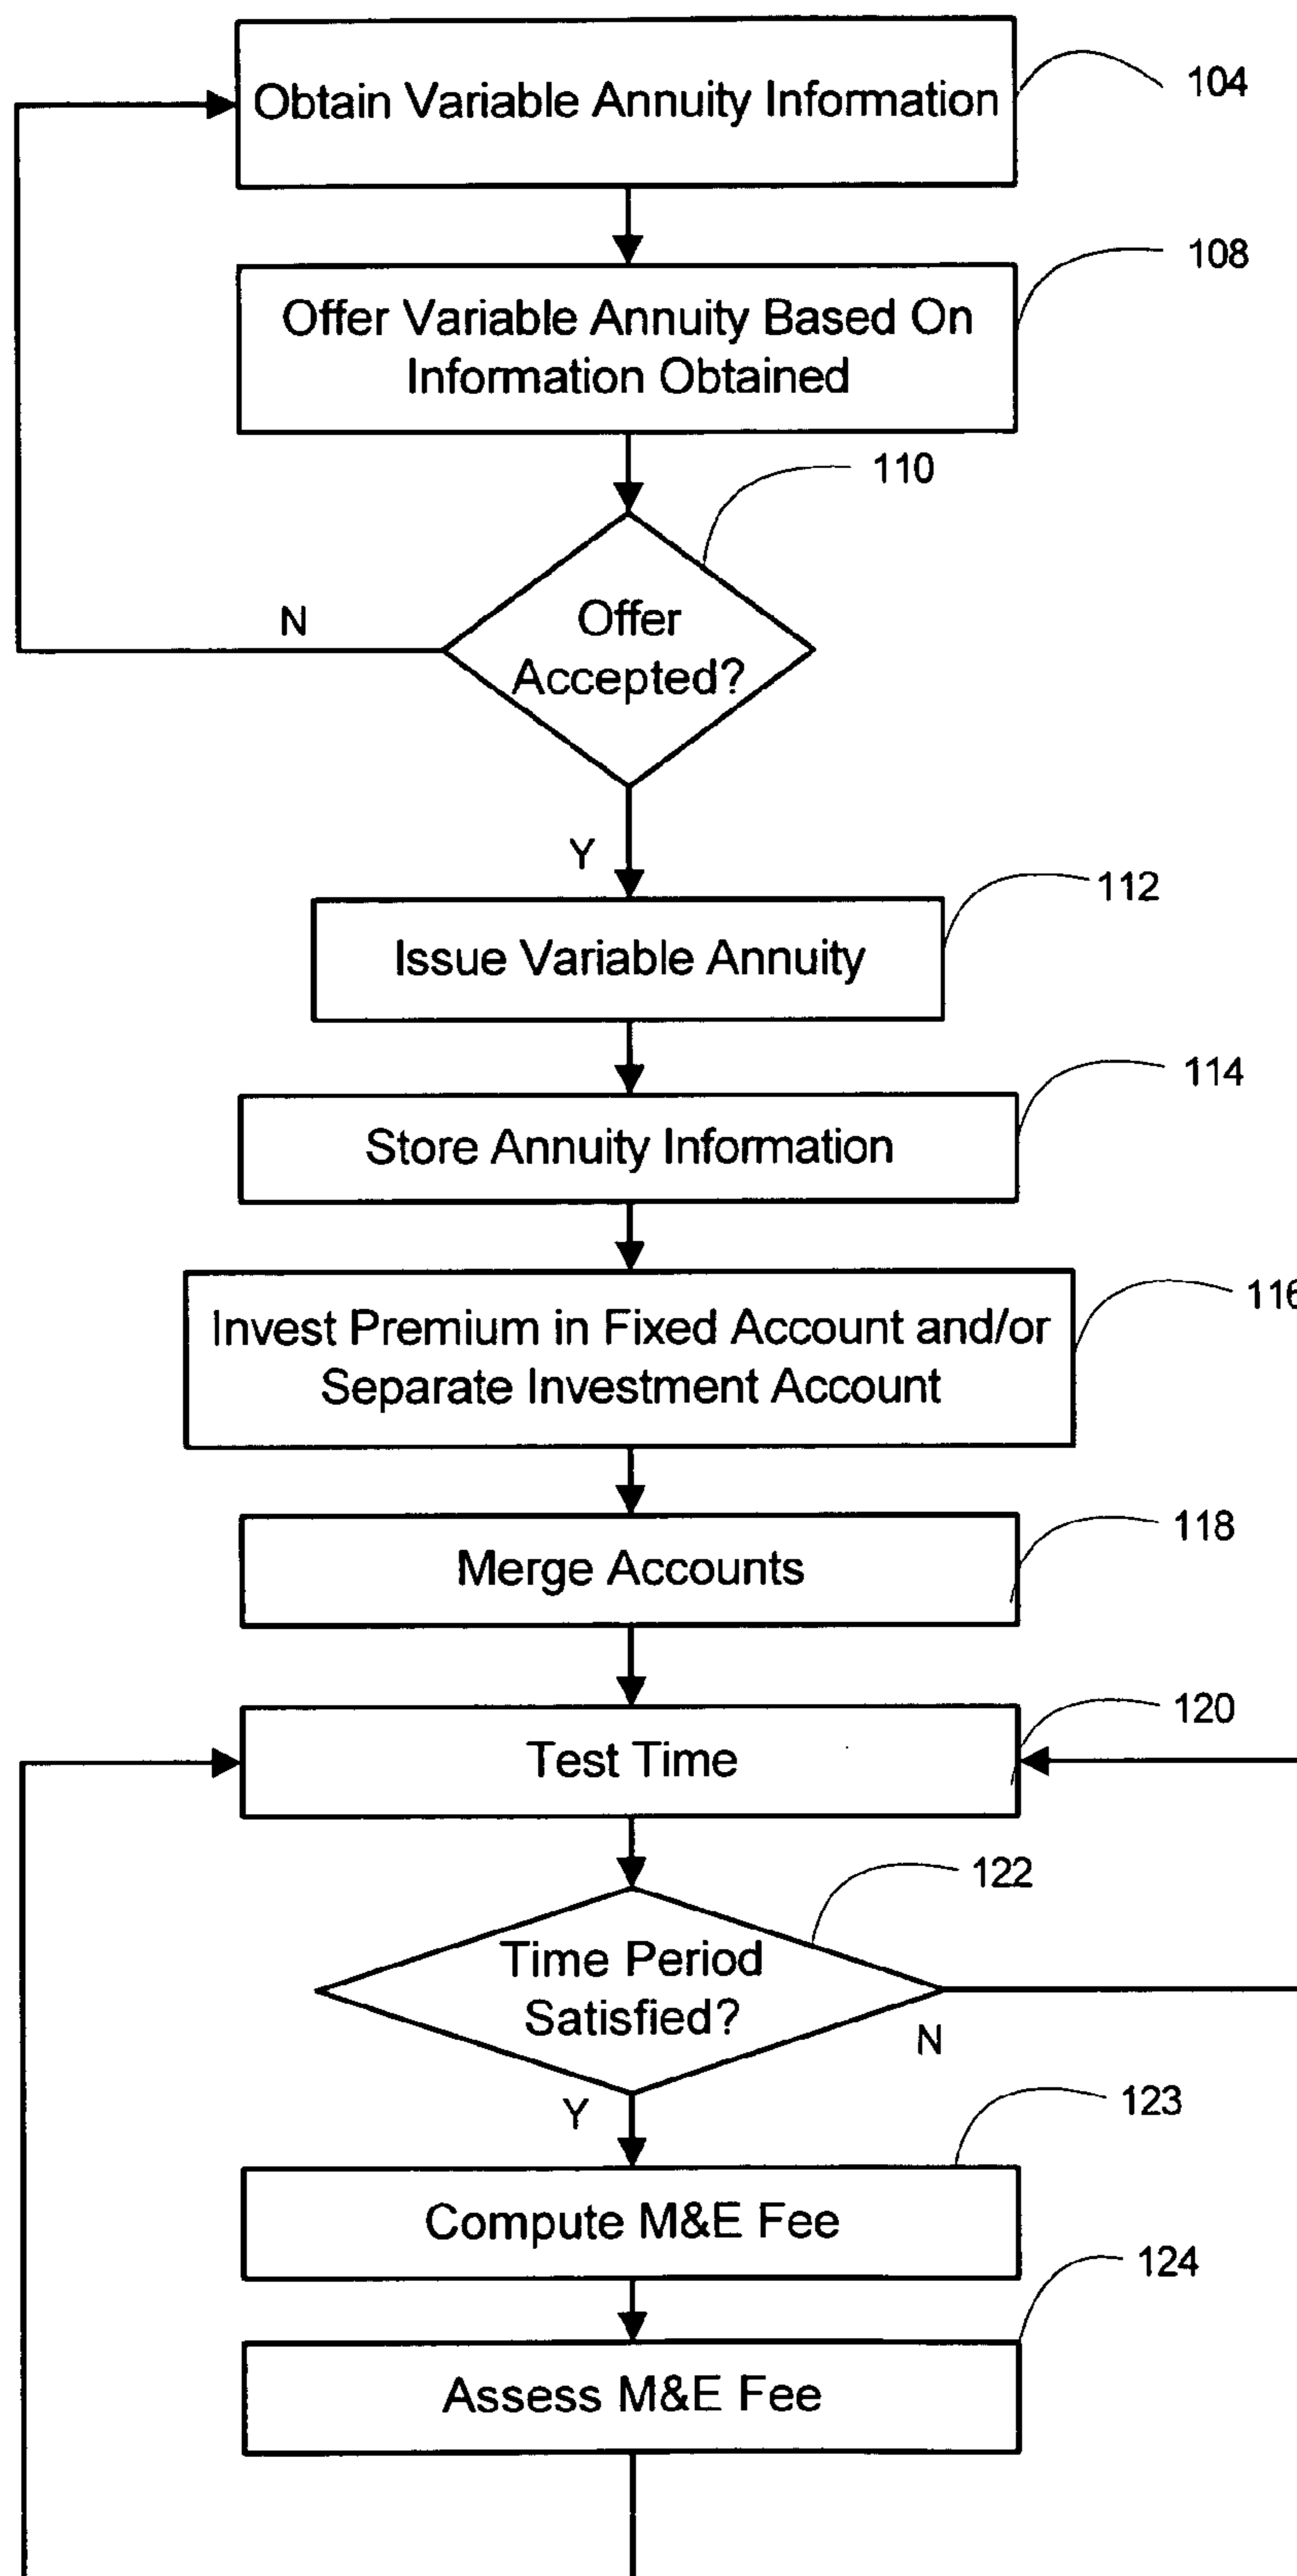 Obtain Variable Annuity Information
104
Offer Variable Annuity Based On
Information Obtained
108
110
Offer
Accepted?
N
Y
112
Issue Variable Annuity
114
Store Annuity Information
116
Invest Premium in Fixed Account and/or
Separate Investment Account
118
Merge Accounts
120
Test Time
122
Time Period
Satisfied?
N
Y
123
Compute M&E Fee
124
Assess M&E Fee